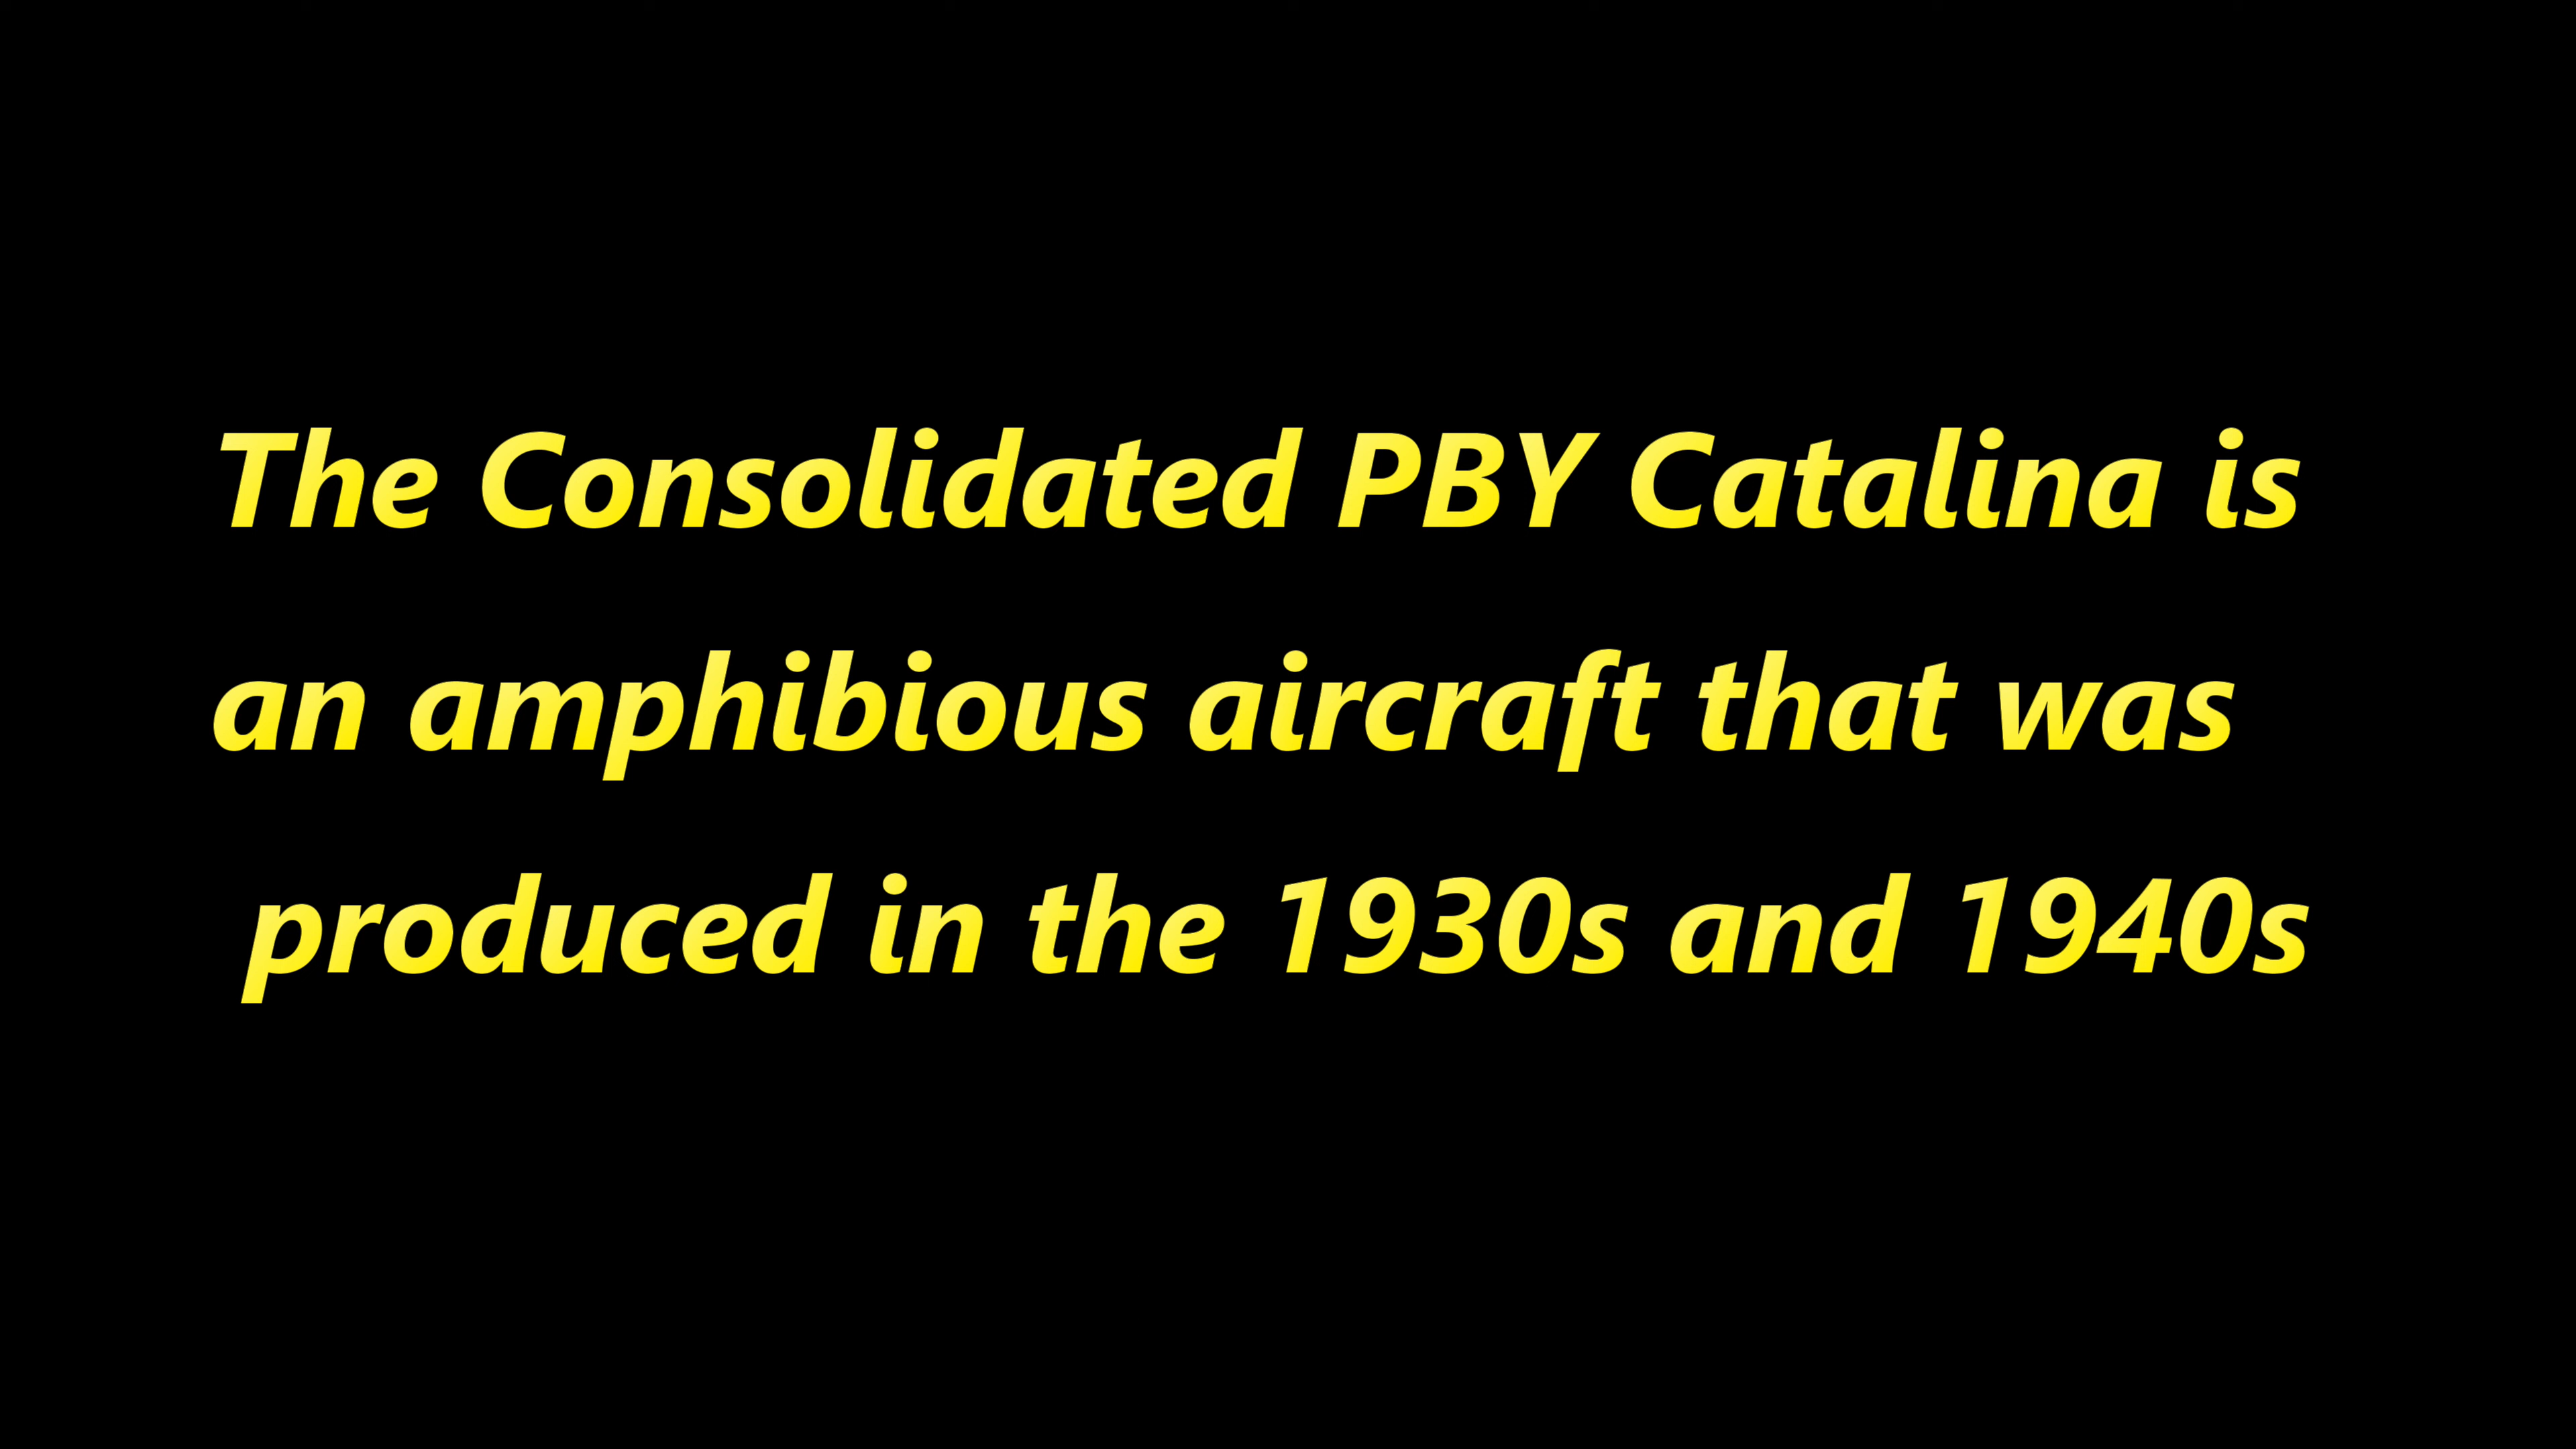 The Consolidated PBY Catalina is
an amphibious aircraft that was
produced in the 1930s and 1940s